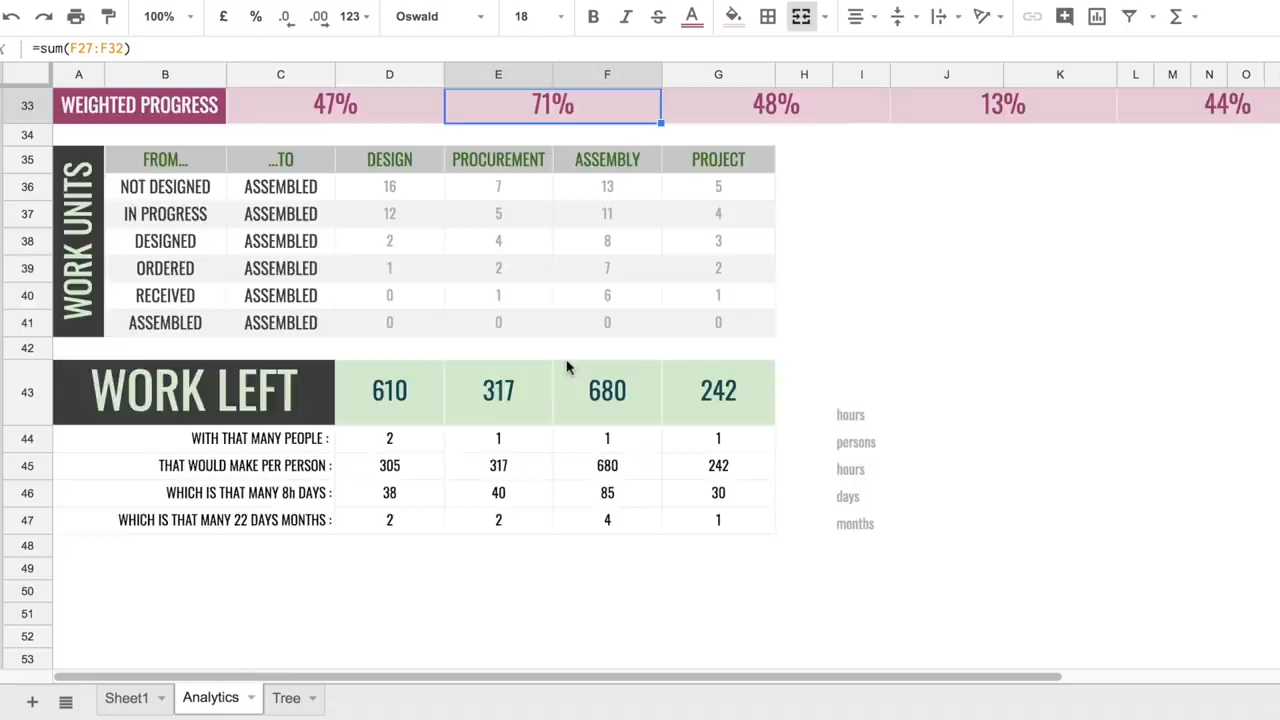 100% £ % .0 .00 123 Oswald 18 B I S A Σ
=sum(F27:F32)
A B C D E F G H I J K L M N O
33 WEIGHTED PROGRESS 47% 71% 48% 13% 44%
34
35 FROM... ...TO DESIGN PROCUREMENT ASSEMBLY PROJECT
WORK UNITS
36 NOT DESIGNED ASSEMBLED 16 7 13 5
37 IN PROGRESS ASSEMBLED 12 5 11 4
38 DESIGNED ASSEMBLED 2 4 8 3
39 ORDERED ASSEMBLED 1 2 7 2
40 RECEIVED ASSEMBLED 0 1 6 1
41 ASSEMBLED ASSEMBLED 0 0 0 0
42
43 WORK LEFT 610 317 680 242
hours
44 WITH THAT MANY PEOPLE : 2 1 1 1 persons
45 THAT WOULD MAKE PER PERSON : 305 317 680 242 hours
46 WHICH IS THAT MANY 8h DAYS : 38 40 85 30 days
47 WHICH IS THAT MANY 22 DAYS MONTHS : 2 2 4 1 months
48
49
50
51
52
53
Sheet1 Analytics Tree